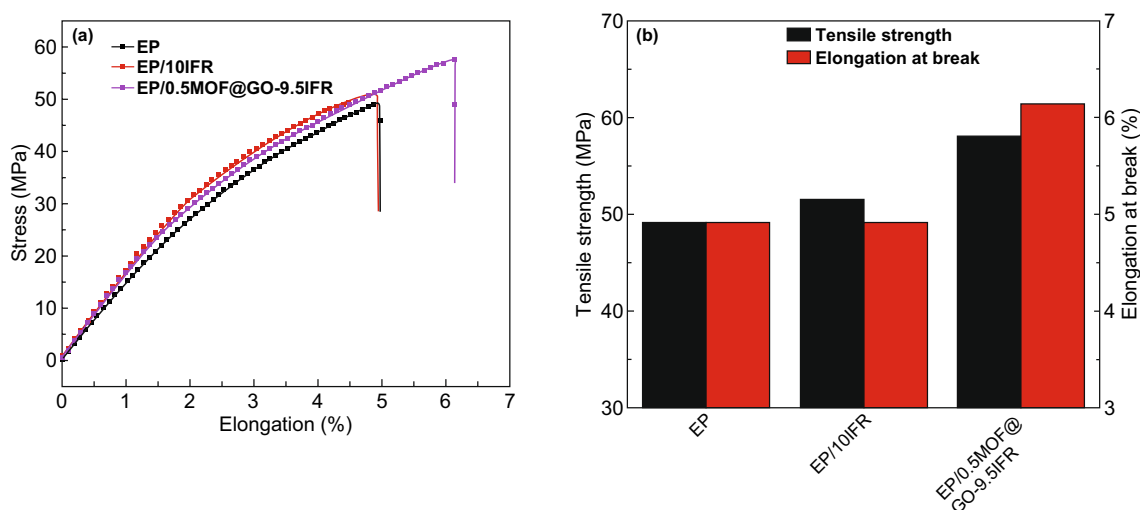 (a)
EP
EP/10IFR
EP/0.5MOF@GO-9.5IFR
Stress (MPa)
60
50
40
30
20
10
0
0 1 2 3 4 5 6 7
Elongation (%)
(b)
Tensile strength
Elongation at break
Tensile strength (MPa)
70
60
50
40
30
7
6
5
4
3
Elongation at break (%)
EP
EP/10IFR
EP/0.5MOF@
GO-9.5IFR